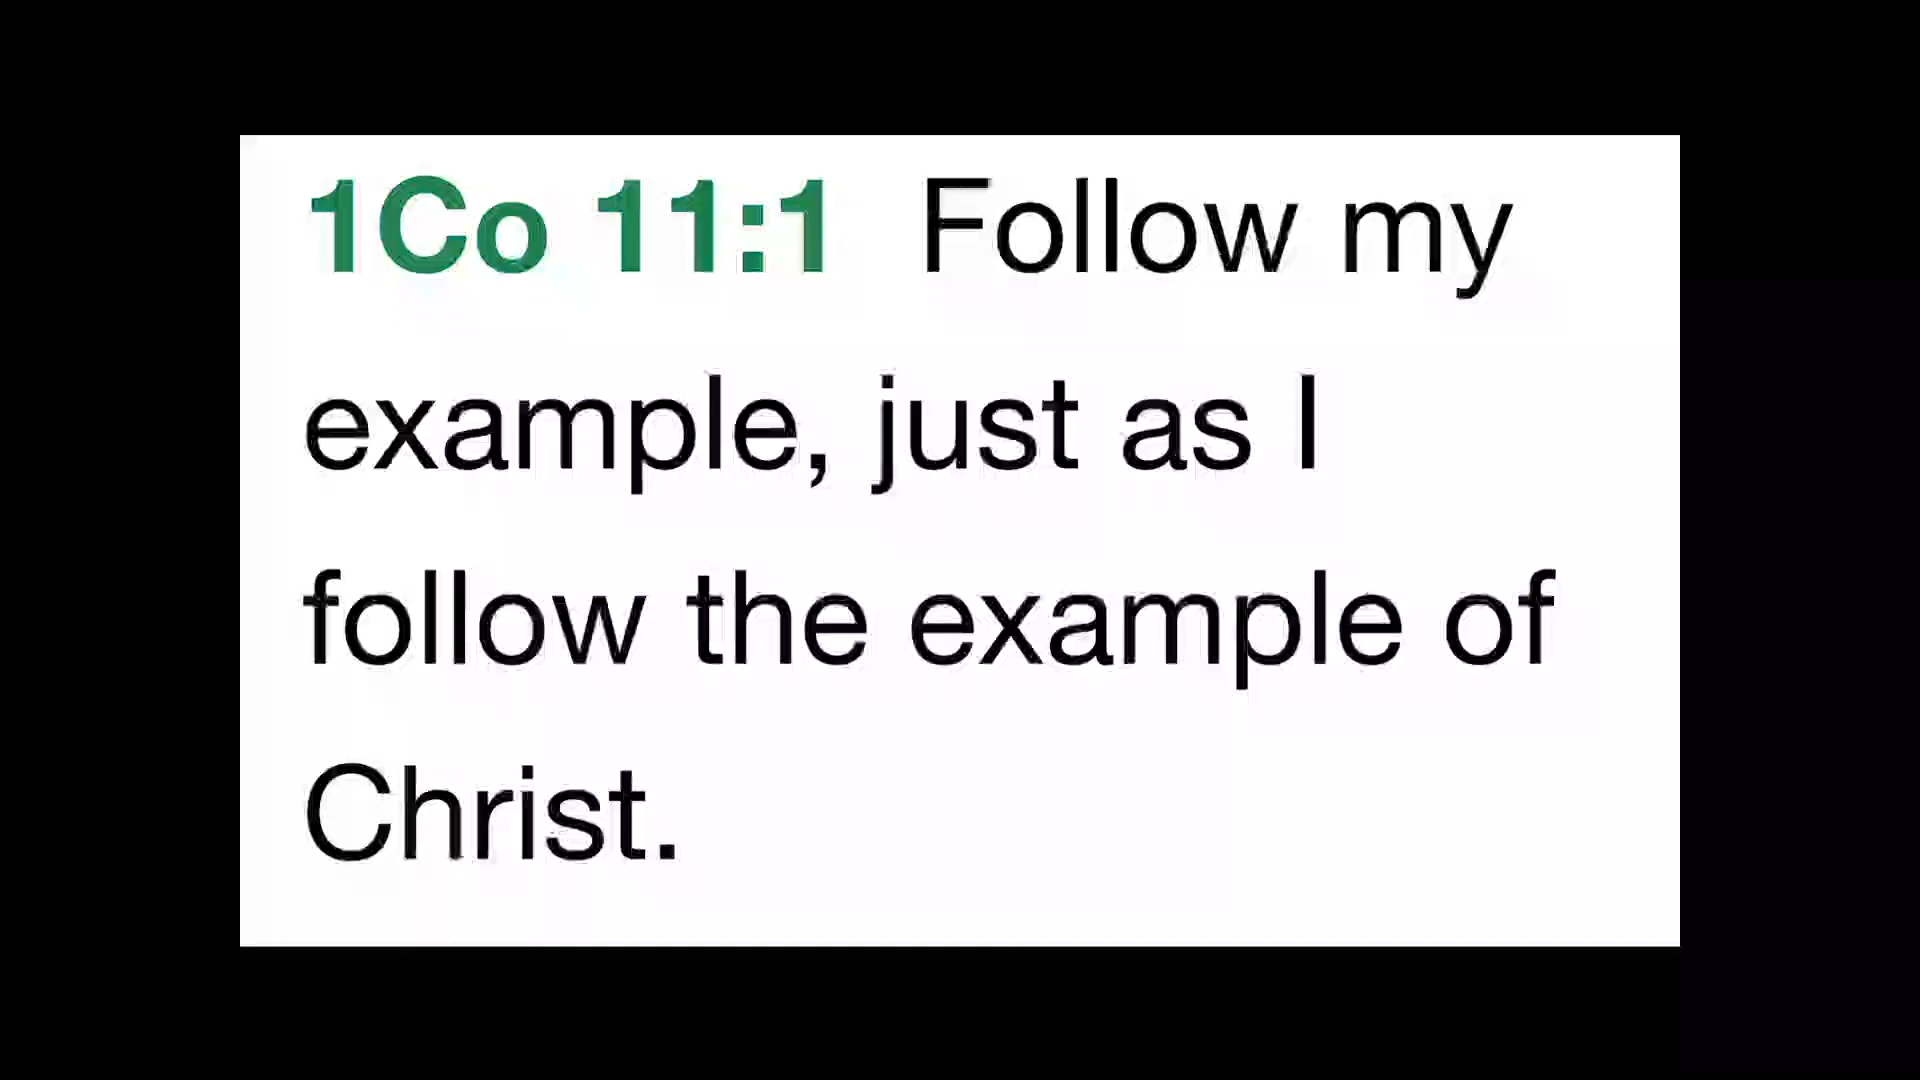 1Co 11:1 Follow my
example, just as I
follow the example of
Christ.